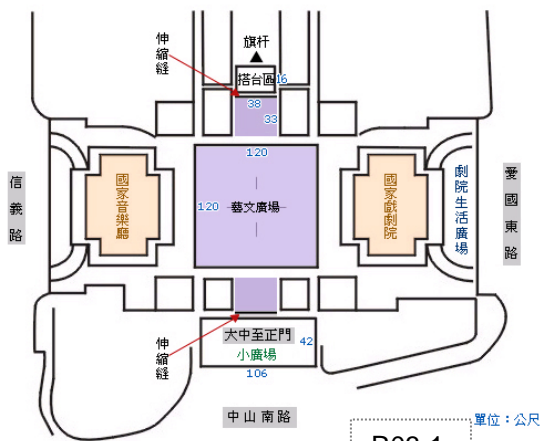 旗杆
伸縮縫
搭台區
16
38
33
120
120
藝文廣場
國家音樂廳
國家戲劇院
劇院生活廣場
信義路
愛國東路
伸縮縫
大中至正門
小廣場
42
106
中山南路
單位：公尺